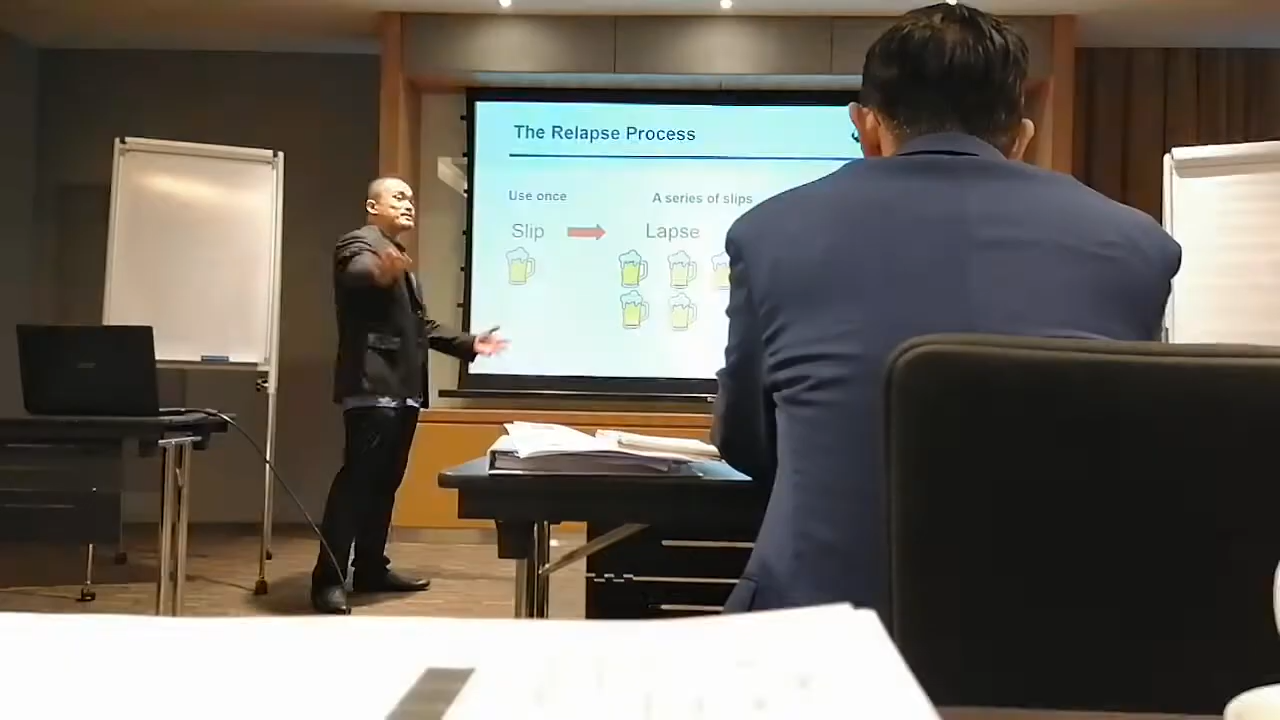 The Relapse Process
Use once
A series of slips
Slip
Lapse